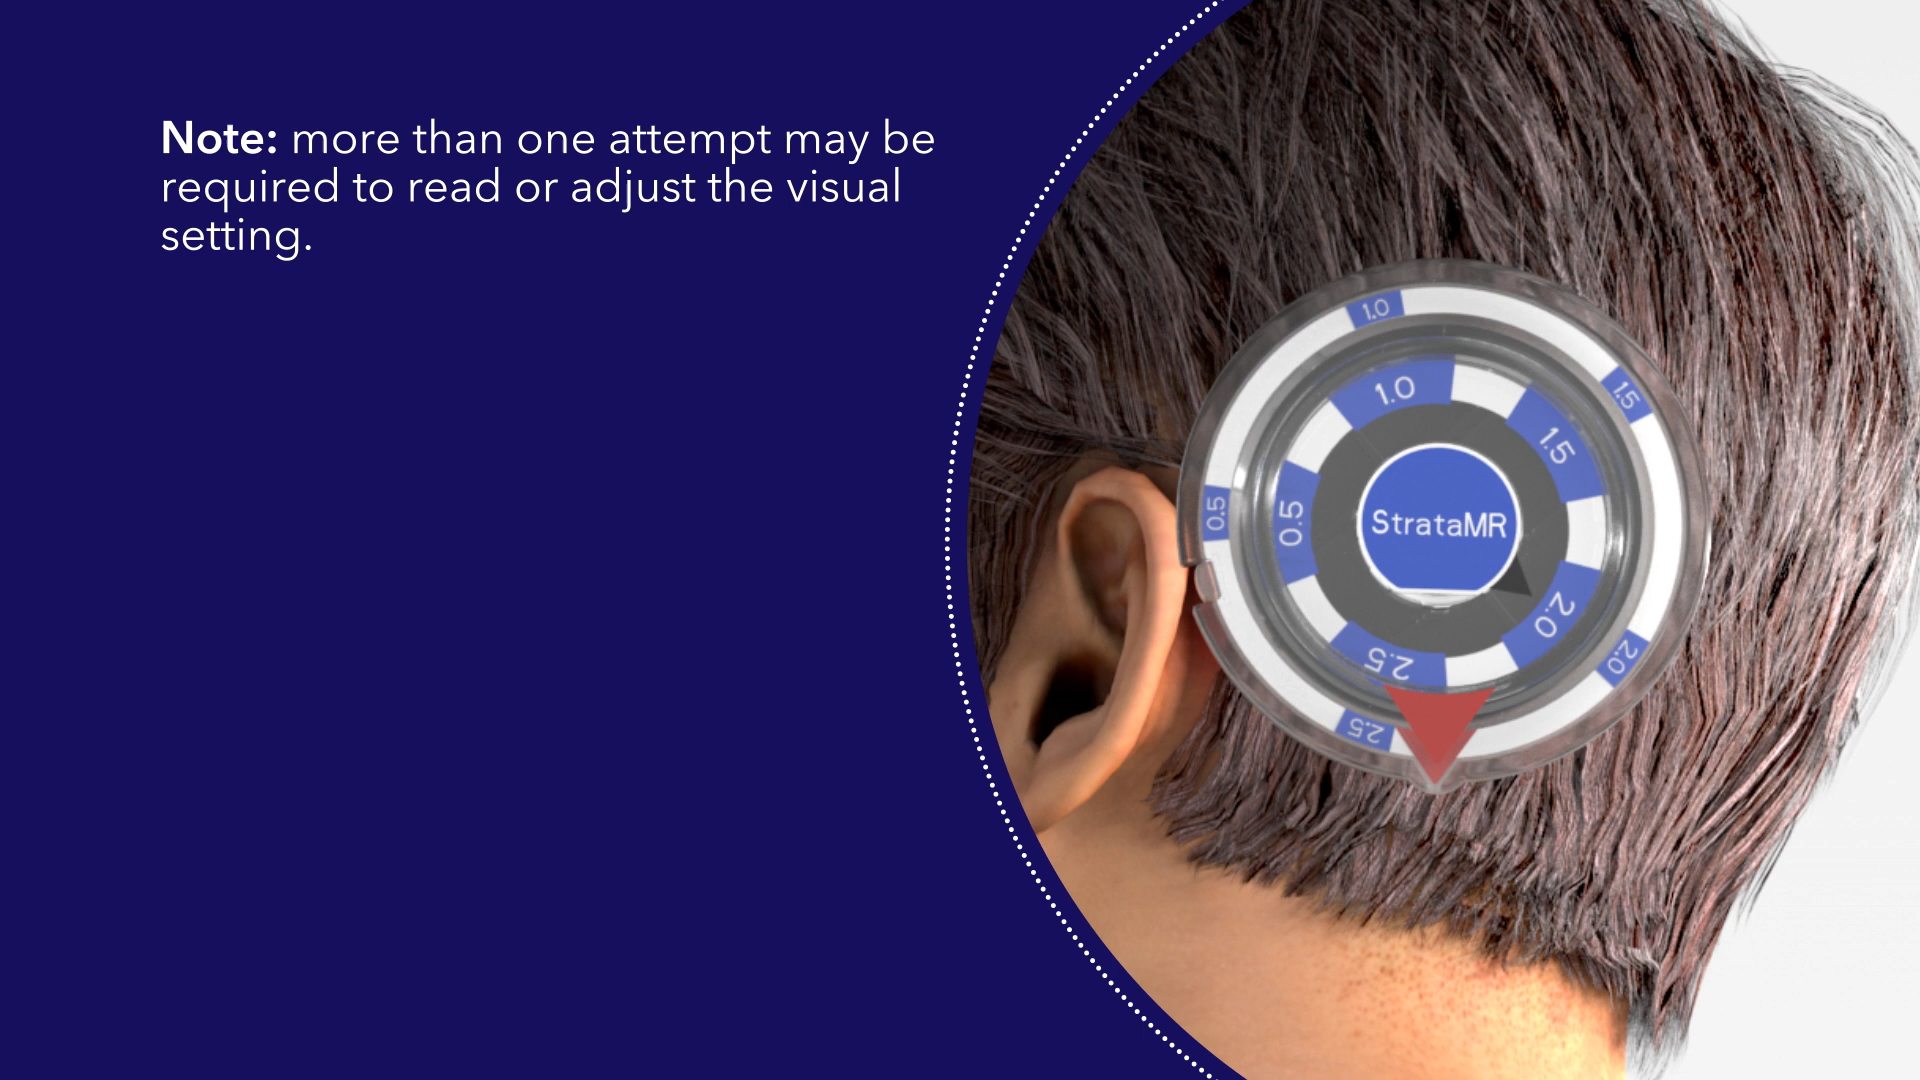 Note: more than one attempt may be
required to read or adjust the visual
setting.
1.0
1.5
1.0
1.5
0.5
0.5
StrataMR
2.0
2.0
2.5
2.5